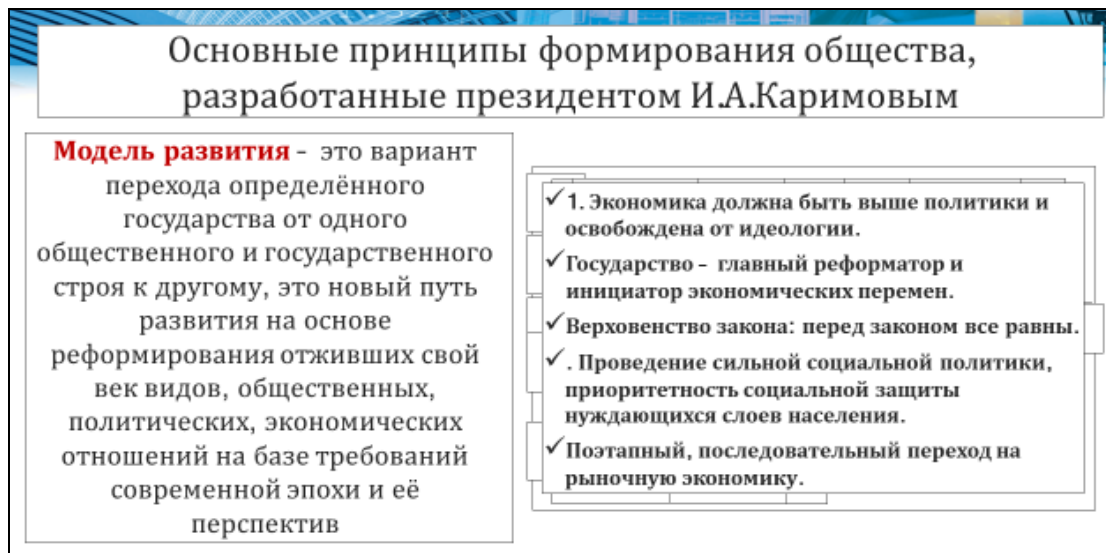 Основные принципы формирования общества,
разработанные президентом И.А.Каримовым
Модель развития - это вариант
перехода определённого
государства от одного
общественного и государственного
строя к другому, это новый путь
развития на основе
реформирования отживших свой
век видов, общественных,
политических, экономических
отношений на базе требований
современной эпохи и её
перспектив
✓1. Экономика должна быть выше политики и
освобождена от идеологии.
✓Государство – главный реформатор и
инициатор экономических перемен.
✓Верховенство закона: перед законом все равны.
✓. Проведение сильной социальной политики,
приоритетность социальной защиты
нуждающихся слоев населения.
✓Поэтапный, последовательный переход на
рыночную экономику.